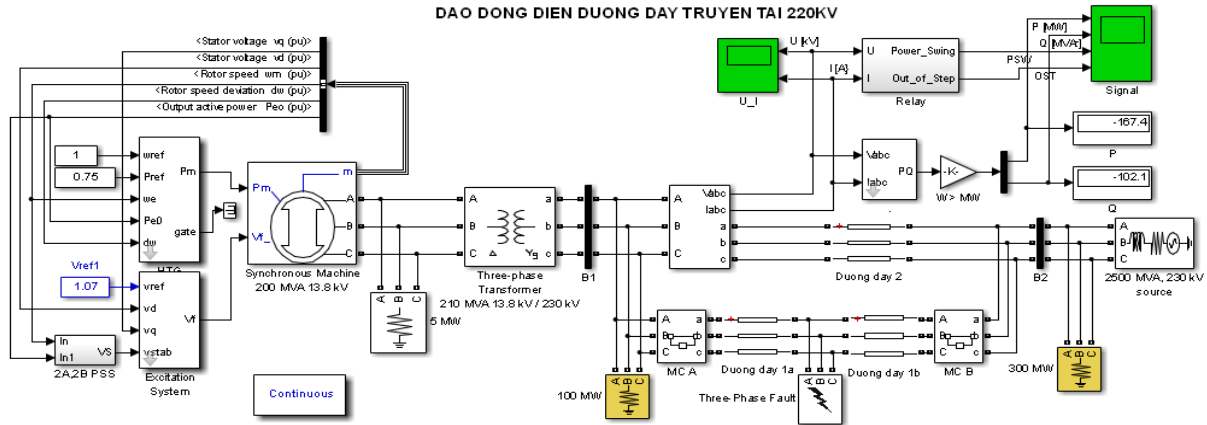 DAO DONG DIEN DUONG DAY TRUYEN TAI 220KV
<Stator voltage vq (pu)>
<Stator voltage vd (pu)>
<Rotor speed wm (pu)>
<Rotor speed deviation dw (pu)>
<Output active power Peo (pu)>
1
0.75
wref
Pref
we
Pe0
dw
Pm
gate
HTG
Vref1
1.07
vref
vd
vq
vstab
Vf
Excitation
System
In
In1
VS
2A,2B PSS
Continuous
Pm
Vf_
m
A
B
C
Synchronous Machine
200 MVA 13.8 kV
A B C
5 MW
A
B
C
a
b
c
Δ
Yg
Three-phase
Transformer
210 MVA 13.8 kV / 230 kV
B1
U_I
U [kV]
I [A]
U
I
Power_Swing
Out_of_Step
Relay
PSW
OST
P [MW]
Q [MVAr]
Signal
Vabc
Iabc
PQ
-K-
W> MW
-167.4
P
-102.1
Q
A
B
C
Vabc
Iabc
a
b
c
Duong day 2
B2
A
B
C
2500 MVA, 230 kV
source
A
B
C
a
b
c
MC A
Duong day 1a
Duong day 1b
A
B
C
a
b
c
MC B
A B C
100 MW
A B C
Three-Phase Fault
A B C
300 MW